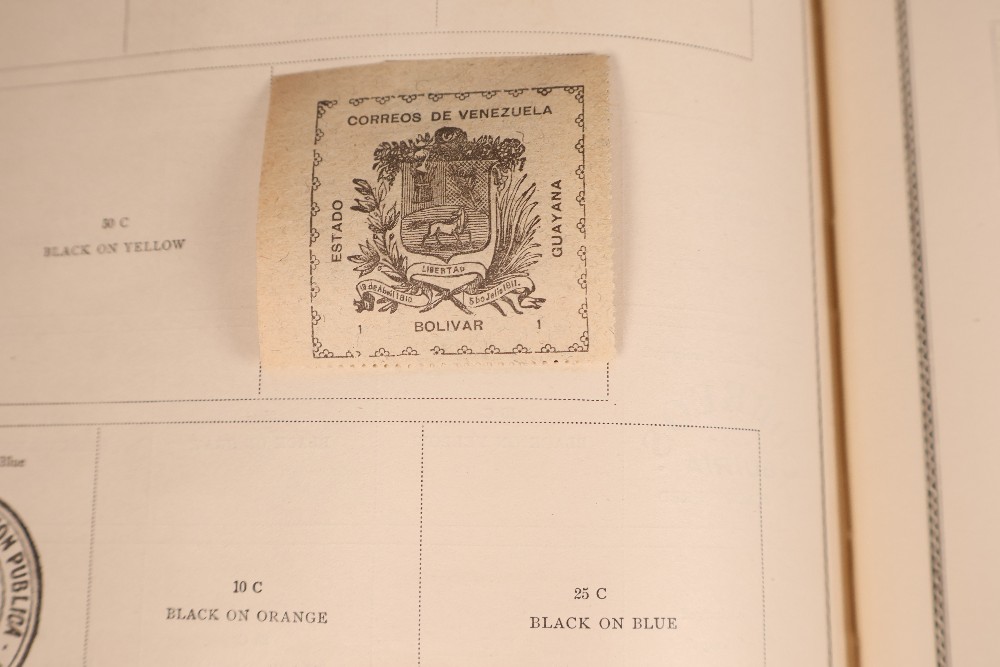 CORREOS DE VENEZUELA
ESTADO
GUAYANA
LIBERTAD
19 de Abril 1810
5 de Julio 1811.
1 BOLIVAR 1
50 C
BLACK ON YELLOW
Blue
PUBLICA
10 C
BLACK ON ORANGE
25 C
BLACK ON BLUE